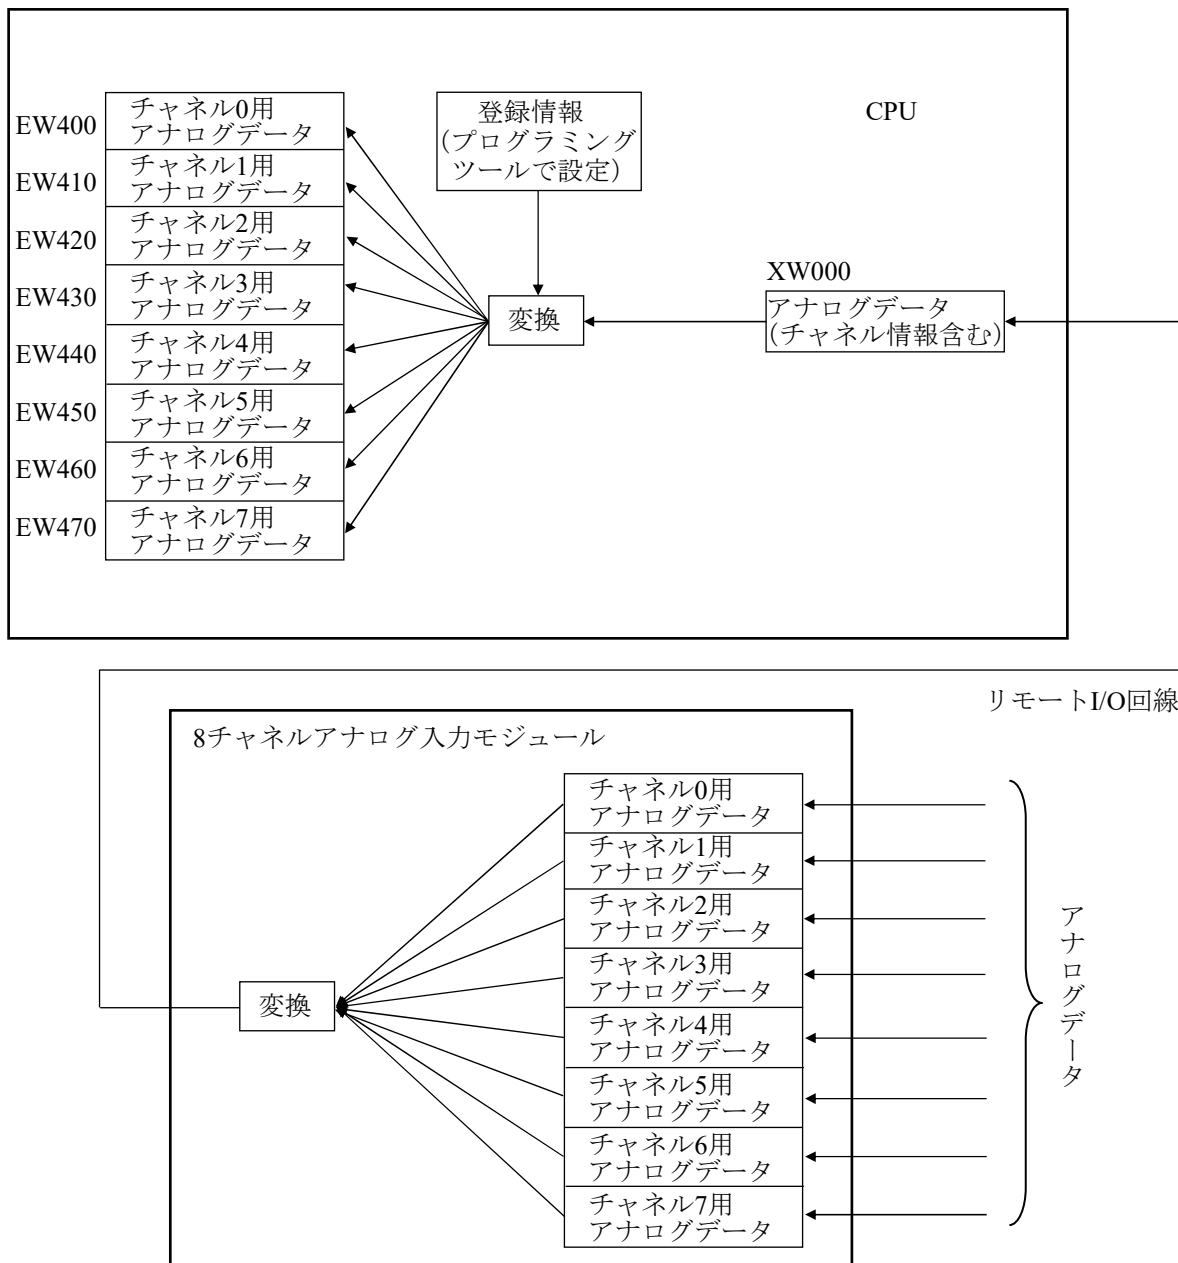 CPU
EW400
チャネル0用
アナログデータ
EW410
チャネル1用
アナログデータ
EW420
チャネル2用
アナログデータ
EW430
チャネル3用
アナログデータ
EW440
チャネル4用
アナログデータ
EW450
チャネル5用
アナログデータ
EW460
チャネル6用
アナログデータ
EW470
チャネル7用
アナログデータ
登録情報
(プログラミング
ツールで設定)
変換
XW000
アナログデータ
(チャネル情報含む)
リモートI/O回線
8チャネルアナログ入力モジュール
変換
チャネル0用
アナログデータ
チャネル1用
アナログデータ
チャネル2用
アナログデータ
チャネル3用
アナログデータ
チャネル4用
アナログデータ
チャネル5用
アナログデータ
チャネル6用
アナログデータ
チャネル7用
アナログデータ
アナログデータ